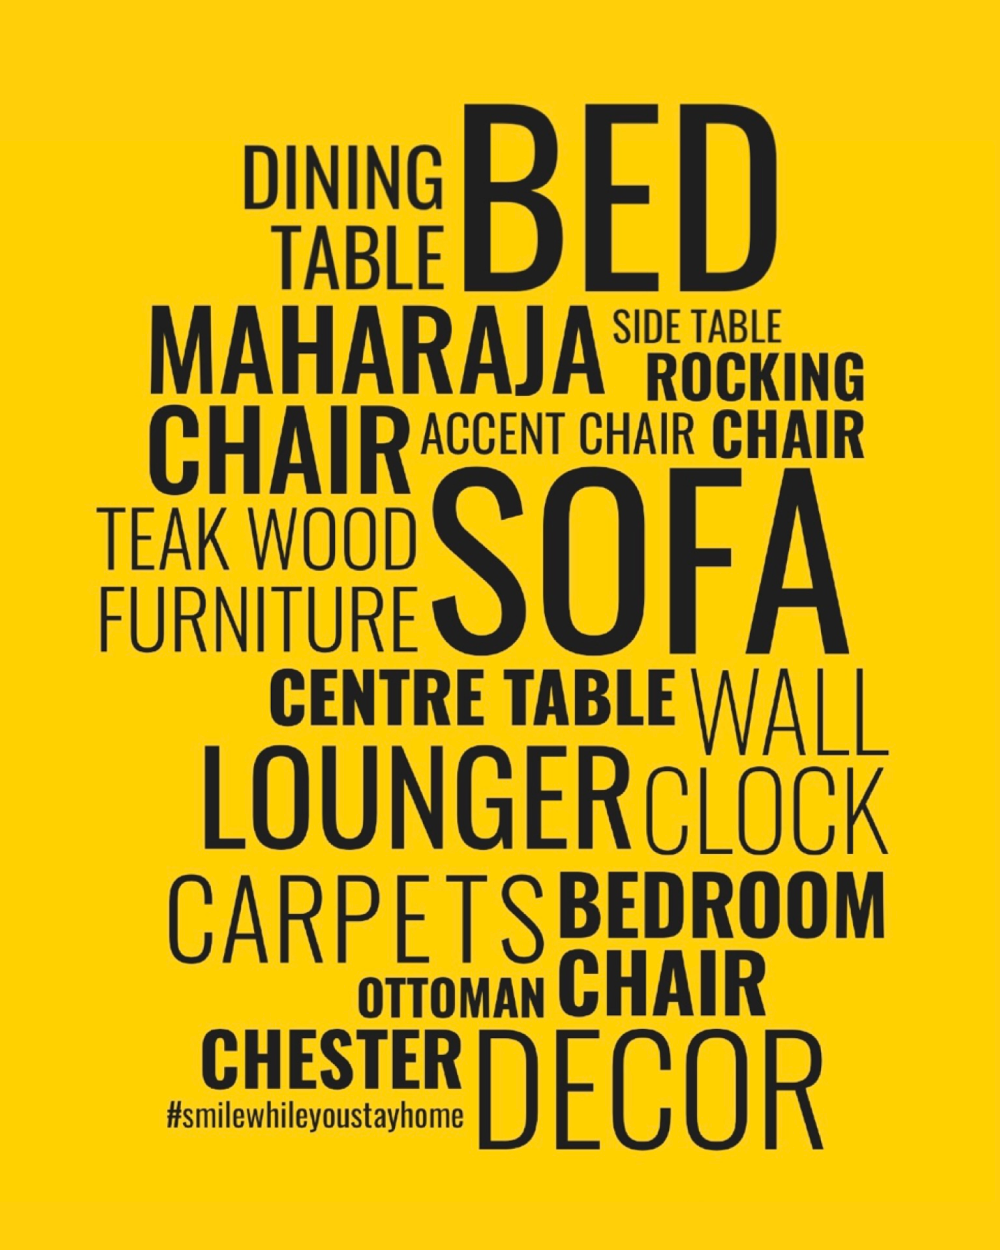 DINING
TABLE
BED
MAHARAJA
CHAIR
SIDE TABLE
ROCKING
CHAIR
ACCENT CHAIR
TEAK WOOD
FURNITURE
SOFA
CENTRE TABLE
WALL
CLOCK
LOUNGER
CARPETS
BEDROOM
CHAIR
OTTOMAN
CHESTER
DECOR
#smilewhileyoustayhome